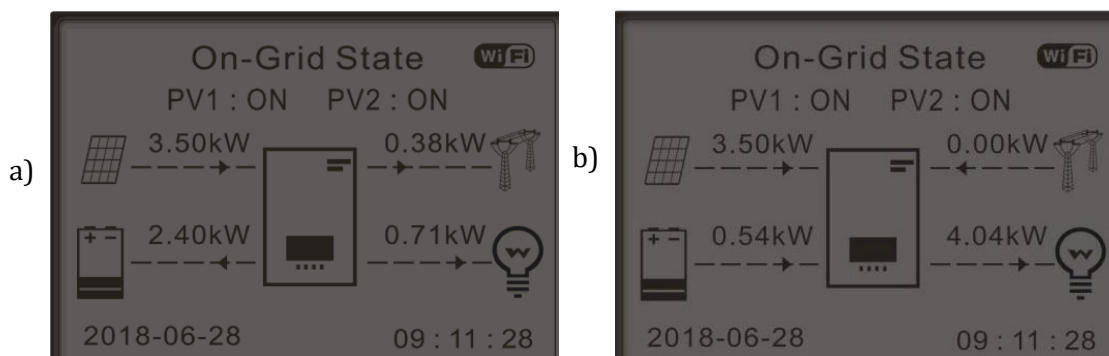 a)
On-Grid State WiFi
PV1 : ON PV2 : ON
3.50kW 0.38kW
+ - 2.40kW 0.71kW
2018-06-28 09 : 11 : 28
b)
On-Grid State WiFi
PV1 : ON PV2 : ON
3.50kW 0.00kW
+ - 0.54kW 4.04kW
2018-06-28 09 : 11 : 28